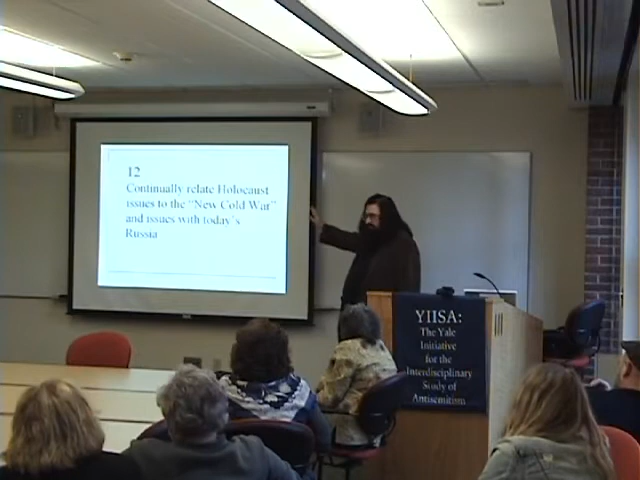 12
Continually relate Holocaust
issues to the "New Cold War"
and issues with today's
Russia
YIISA:
The Yale
Initiative
for the
Interdisciplinary
Study of
Antisemitism